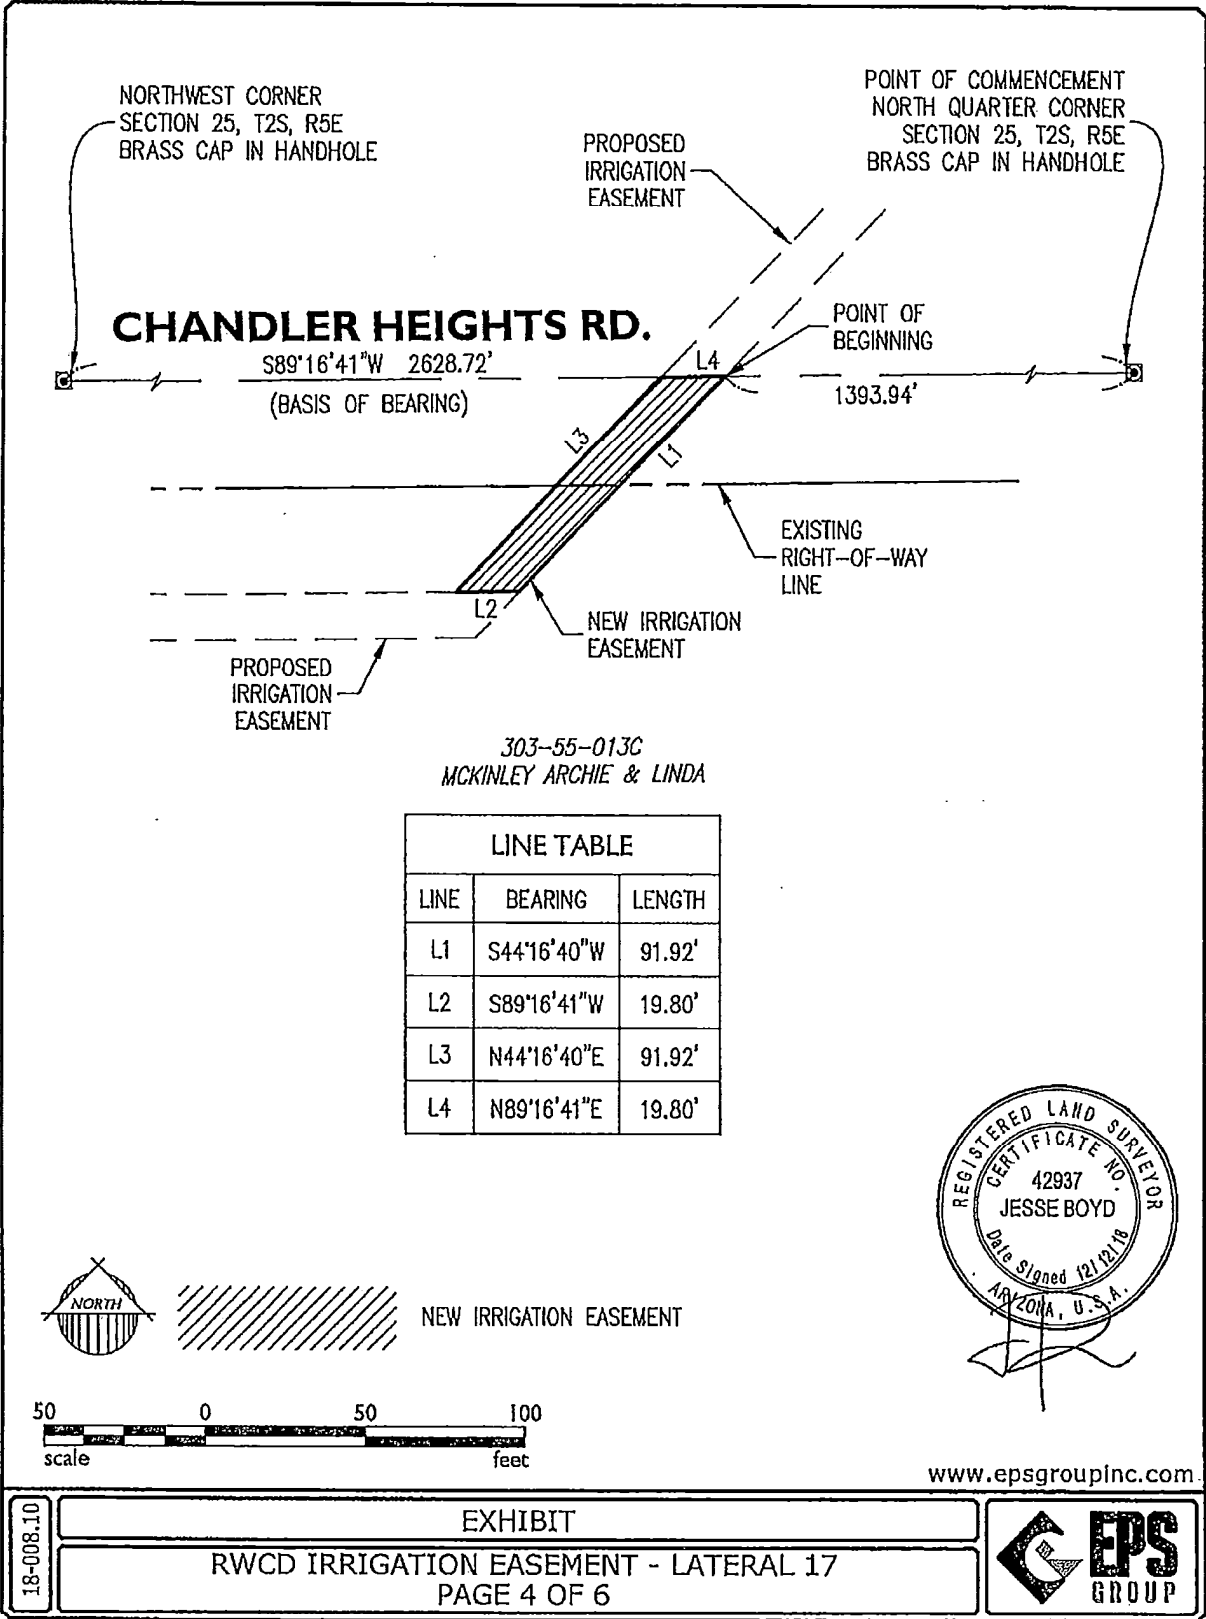 NORTHWEST CORNER
SECTION 25, T2S, R5E
BRASS CAP IN HANDHOLE
POINT OF COMMENCEMENT
NORTH QUARTER CORNER
SECTION 25, T2S, R5E
BRASS CAP IN HANDHOLE
PROPOSED
IRRIGATION
EASEMENT
CHANDLER HEIGHTS RD.
S89°16'41"W 2628.72'
(BASIS OF BEARING)
L4
POINT OF
BEGINNING
1393.94'
L3
L1
EXISTING
RIGHT-OF-WAY
LINE
L2
NEW IRRIGATION
EASEMENT
PROPOSED
IRRIGATION
EASEMENT
303-55-013C
MCKINLEY ARCHIE & LINDA
LINE TABLE
LINE BEARING LENGTH
L1 S44°16'40"W 91.92'
L2 S89°16'41"W 19.80'
L3 N44°16'40"E 91.92'
L4 N89°16'41"E 19.80'
REGISTERED LAND SURVEYOR
CERTIFICATE NO.
42937
JESSE BOYD
Date Signed 12/12/18
ARIZONA, U.S.A.
NORTH
NEW IRRIGATION EASEMENT
50 0 50 100
scale feet
www.epsgroupinc.com
18-008.10
EXHIBIT
RWCD IRRIGATION EASEMENT - LATERAL 17
PAGE 4 OF 6
EPS
GROUP